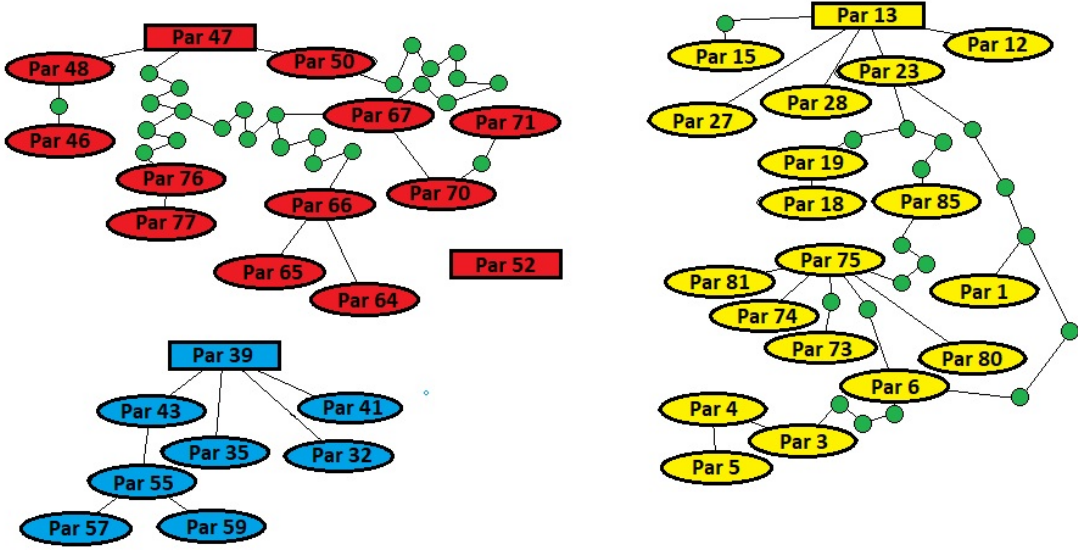 Par 47
Par 48
Par 50
Par 46
Par 67
Par 71
Par 76
Par 77
Par 66
Par 70
Par 65
Par 64
Par 52
Par 39
Par 43
Par 41
Par 35
Par 32
Par 55
Par 57
Par 59
Par 13
Par 15
Par 12
Par 23
Par 28
Par 27
Par 19
Par 18
Par 85
Par 75
Par 81
Par 1
Par 74
Par 73
Par 80
Par 6
Par 4
Par 3
Par 5